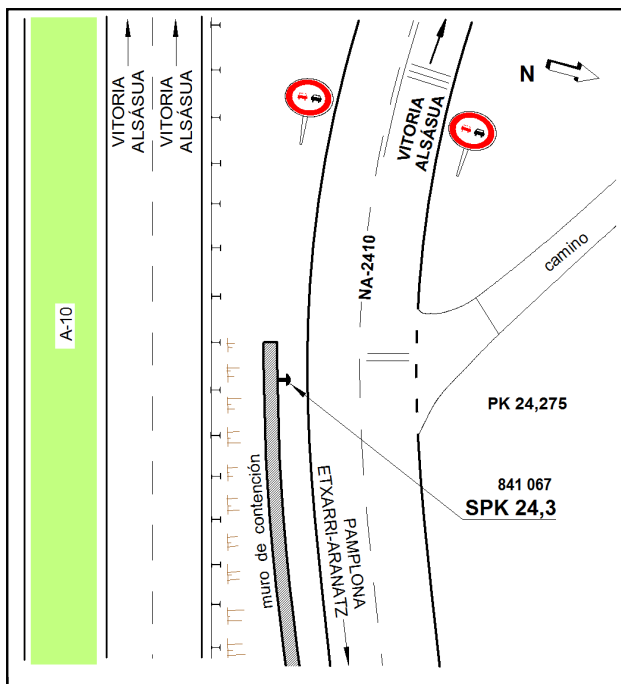 VITORIA
ALSÁSUA
VITORIA
ALSÁSUA
N
VITORIA
ALSÁSUA
camino
NA-2410
A-10
PK 24,275
841 067
SPK 24,3
muro de contención
PAMPLONA
ETXARRI-ARANATZ